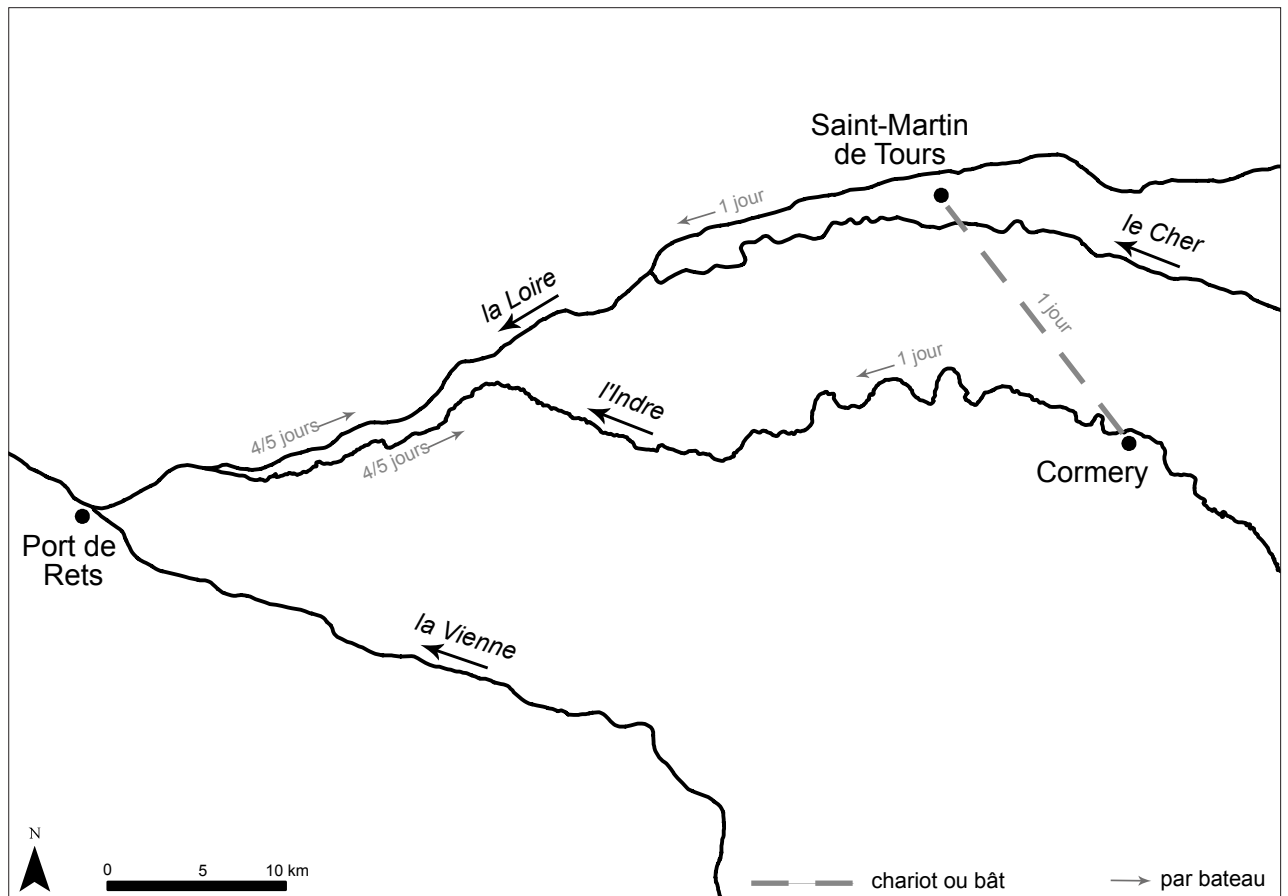 Saint-Martin
de Tours
1 jour
le Cher
la Loire
1 jour
1 jour
l'Indre
4/5 jours
4/5 jours
Cormery
Port de
Rets
la Vienne
N
0 5 10 km
chariot ou bât
par bateau